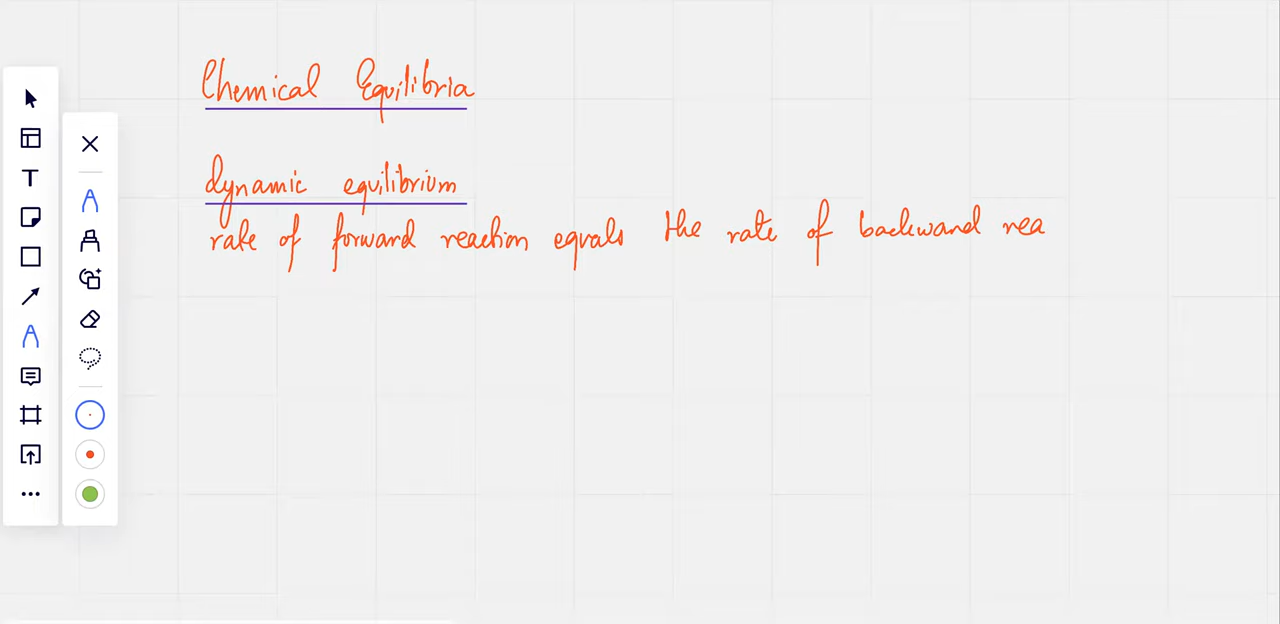 Chemical Equilibria
dynamic equilibrium
rate of forward reaction equals the rate of backward rea
T